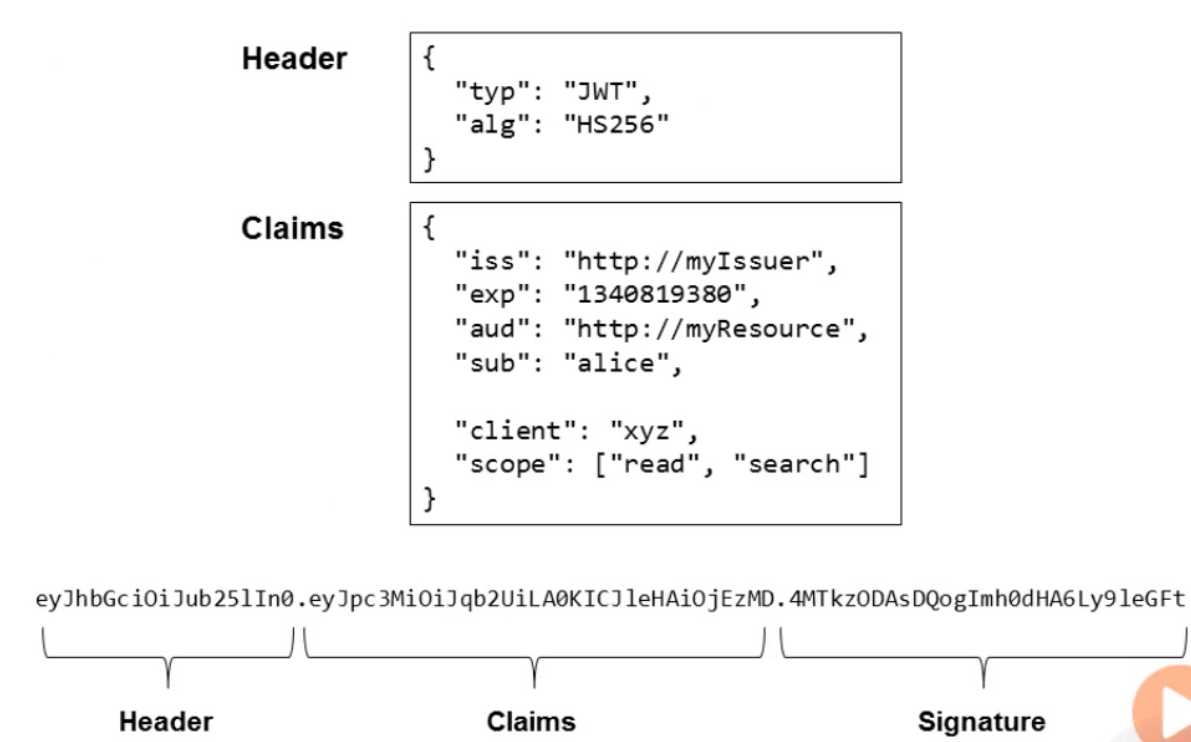 Header
{
"typ": "JWT",
"alg": "HS256"
}
Claims
{
"iss": "http://myIssuer",
"exp": "1340819380",
"aud": "http://myResource",
"sub": "alice",
"client": "xyz",
"scope": ["read", "search"]
}
eyJhbGciOiJub25lIn0.eyJpc3MiOiJqb2UiLA0KICJleHAiOjEzMD.4MTkzODAsDQogImh0dHA6Ly9leGFt
Header Claims Signature